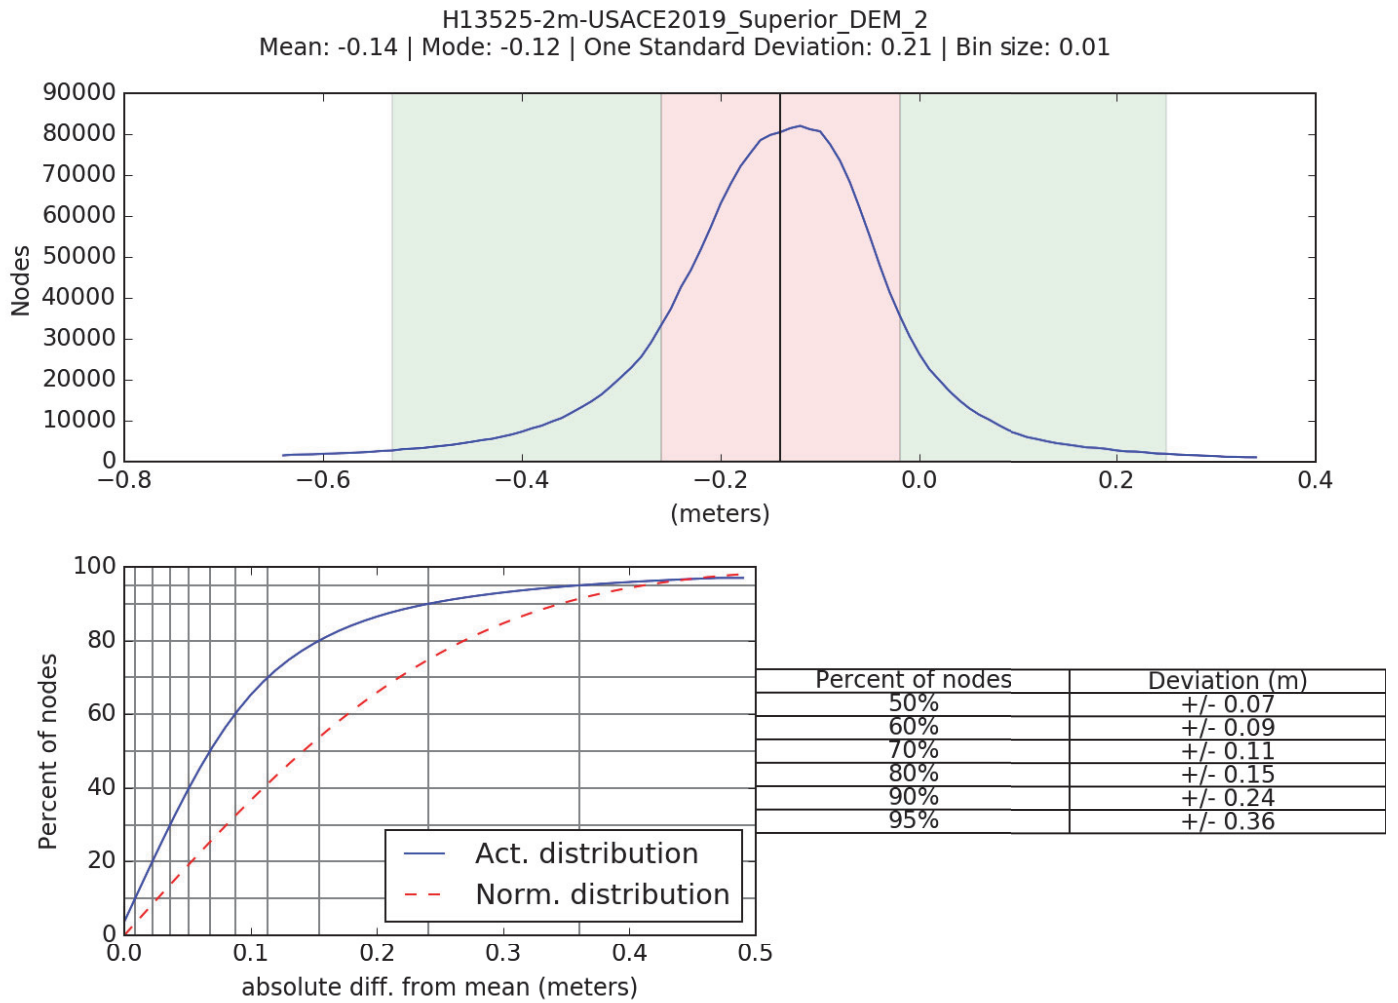 H13525-2m-USACE2019_Superior_DEM_2
Mean: -0.14 | Mode: -0.12 | One Standard Deviation: 0.21 | Bin size: 0.01
90000
80000
70000
60000
50000
40000
30000
20000
10000
0
Nodes
−0.8 −0.6 −0.4 −0.2 0.0 0.2 0.4
(meters)
100
80
60
40
20
0
Percent of nodes
Act. distribution
Norm. distribution
0.0 0.1 0.2 0.3 0.4 0.5
absolute diff. from mean (meters)
Percent of nodes Deviation (m)
50% +/- 0.07
60% +/- 0.09
70% +/- 0.11
80% +/- 0.15
90% +/- 0.24
95% +/- 0.36